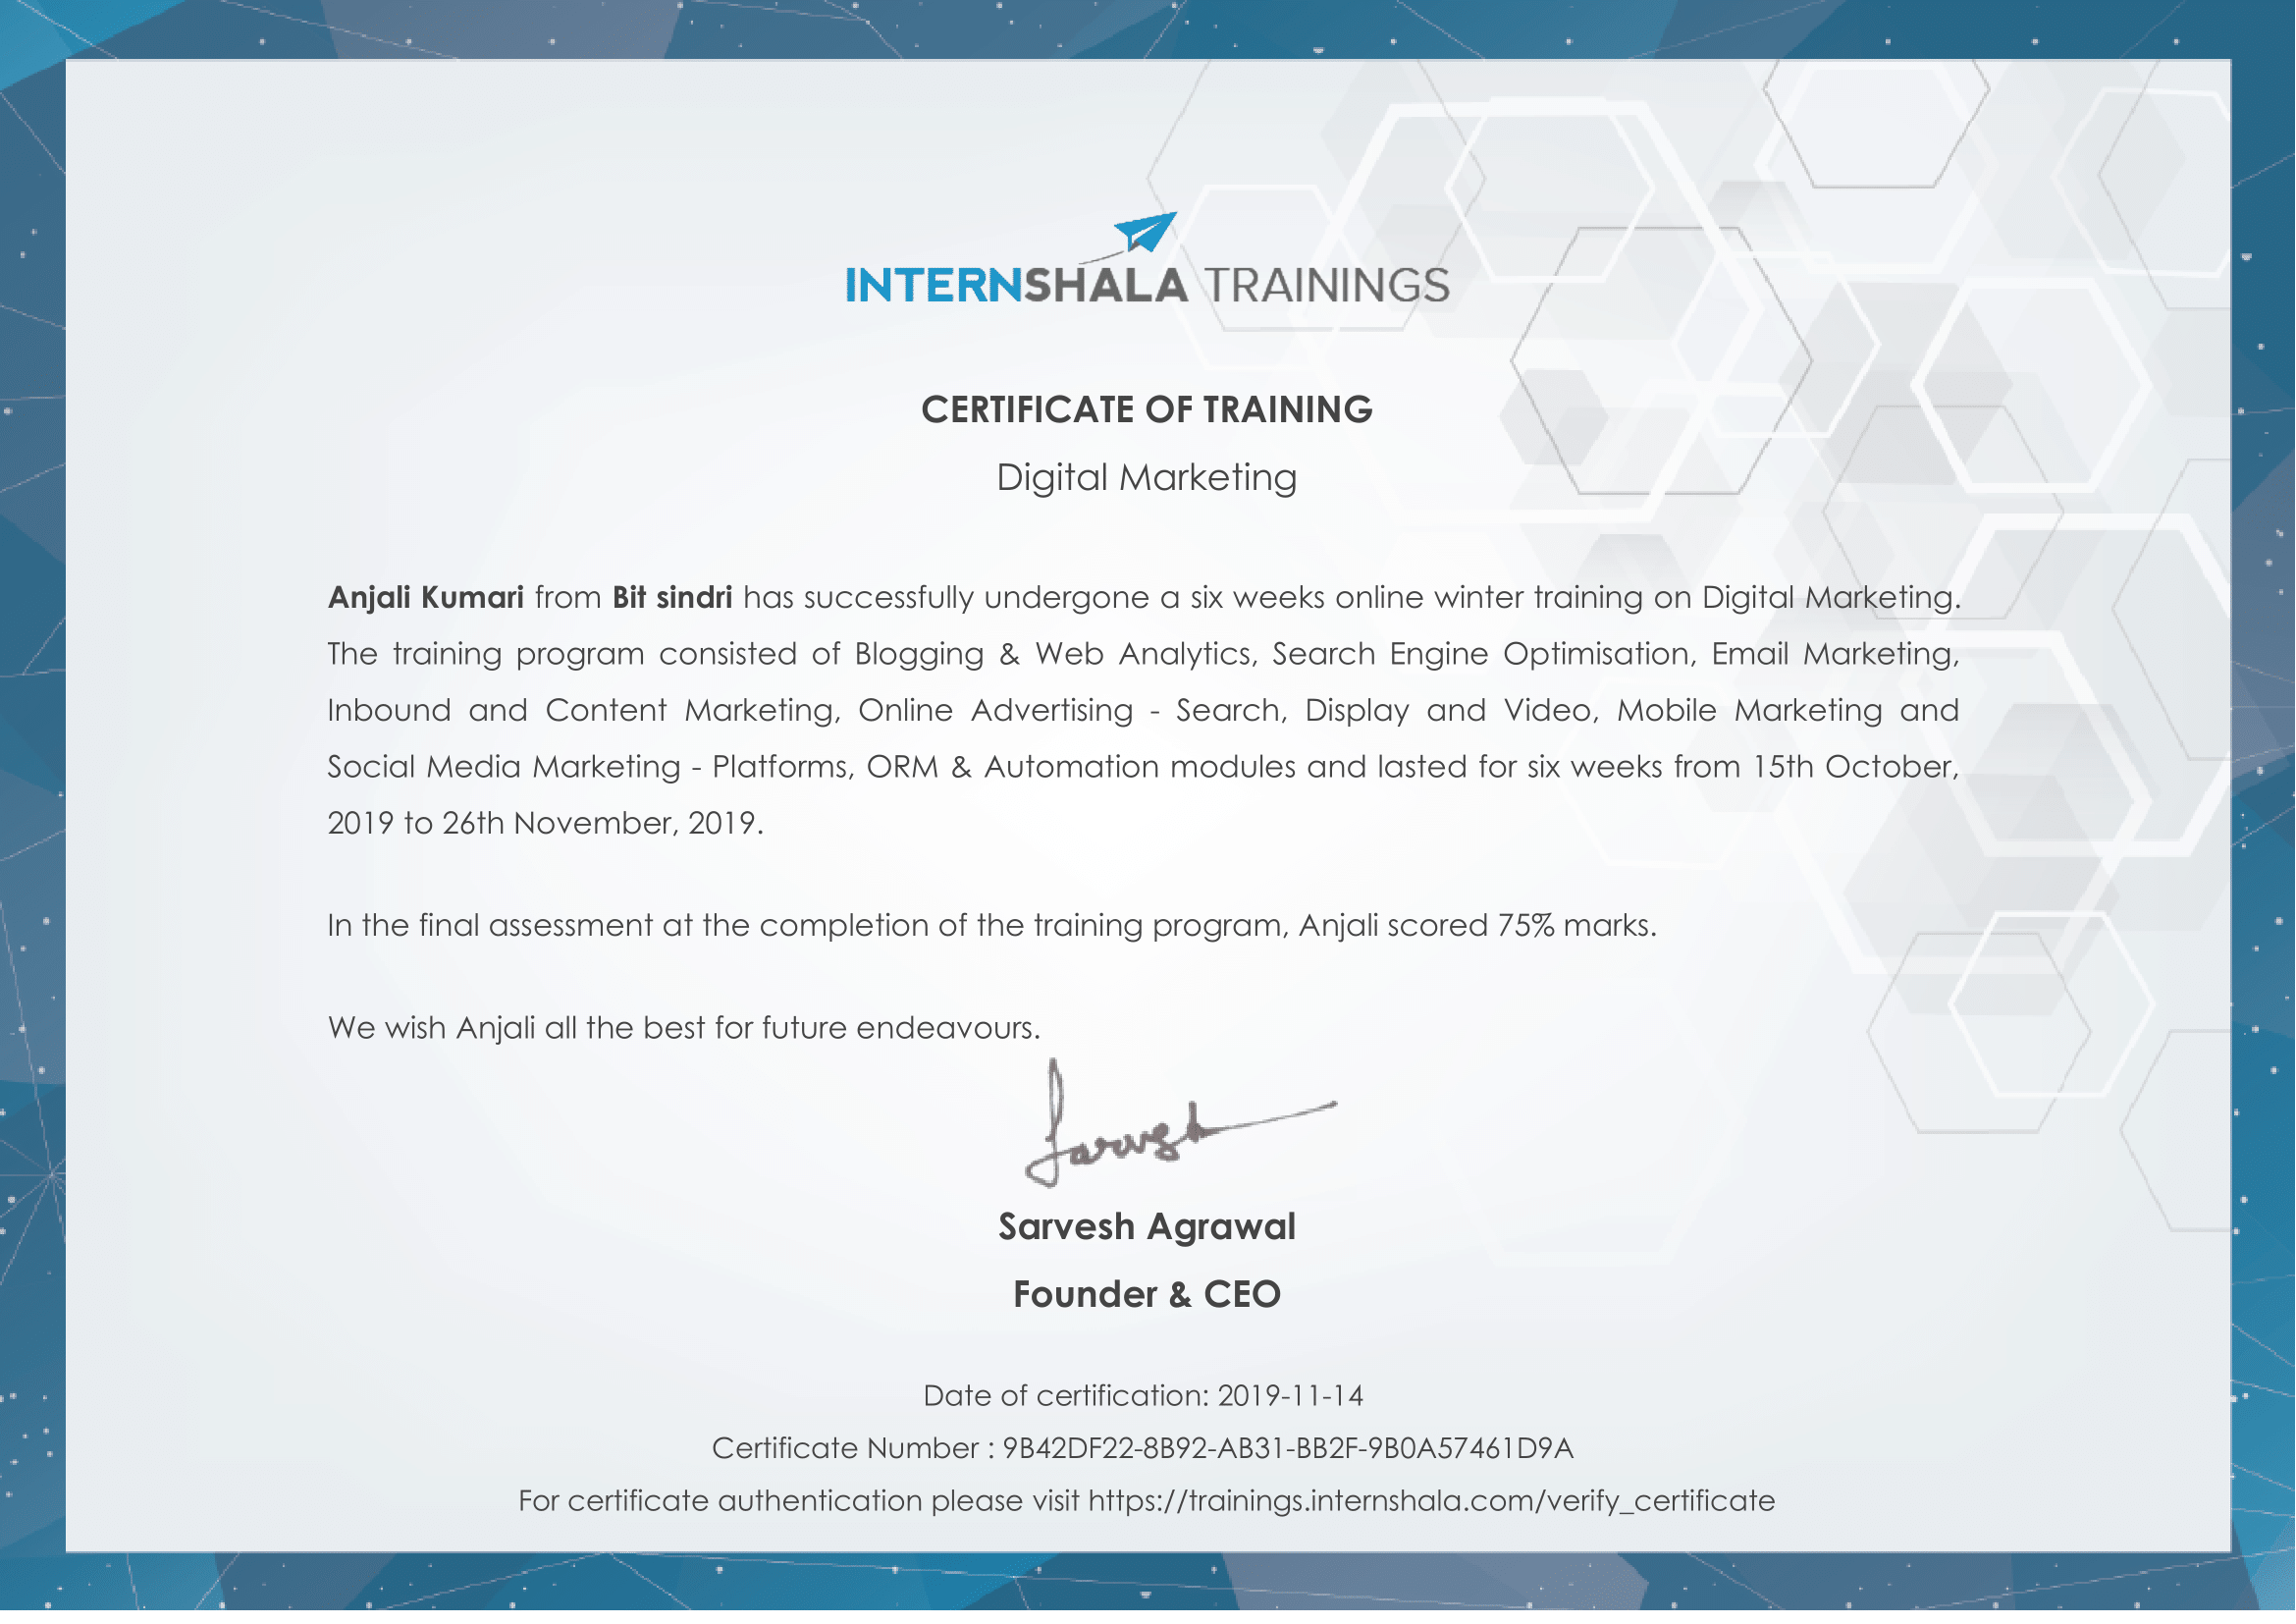 INTERNSHALA TRAININGS
CERTIFICATE OF TRAINING
Digital Marketing
Anjali Kumari from Bit sindri has successfully undergone a six weeks online winter training on Digital Marketing.
The training program consisted of Blogging & Web Analytics, Search Engine Optimisation, Email Marketing,
Inbound and Content Marketing, Online Advertising - Search, Display and Video, Mobile Marketing and
Social Media Marketing - Platforms, ORM & Automation modules and lasted for six weeks from 15th October,
2019 to 26th November, 2019.
In the final assessment at the completion of the training program, Anjali scored 75% marks.
We wish Anjali all the best for future endeavours.
Sarvesh
Sarvesh Agrawal
Founder & CEO
Date of certification: 2019-11-14
Certificate Number : 9B42DF22-8B92-AB31-BB2F-9B0A57461D9A
For certificate authentication please visit https://trainings.internshala.com/verify_certificate